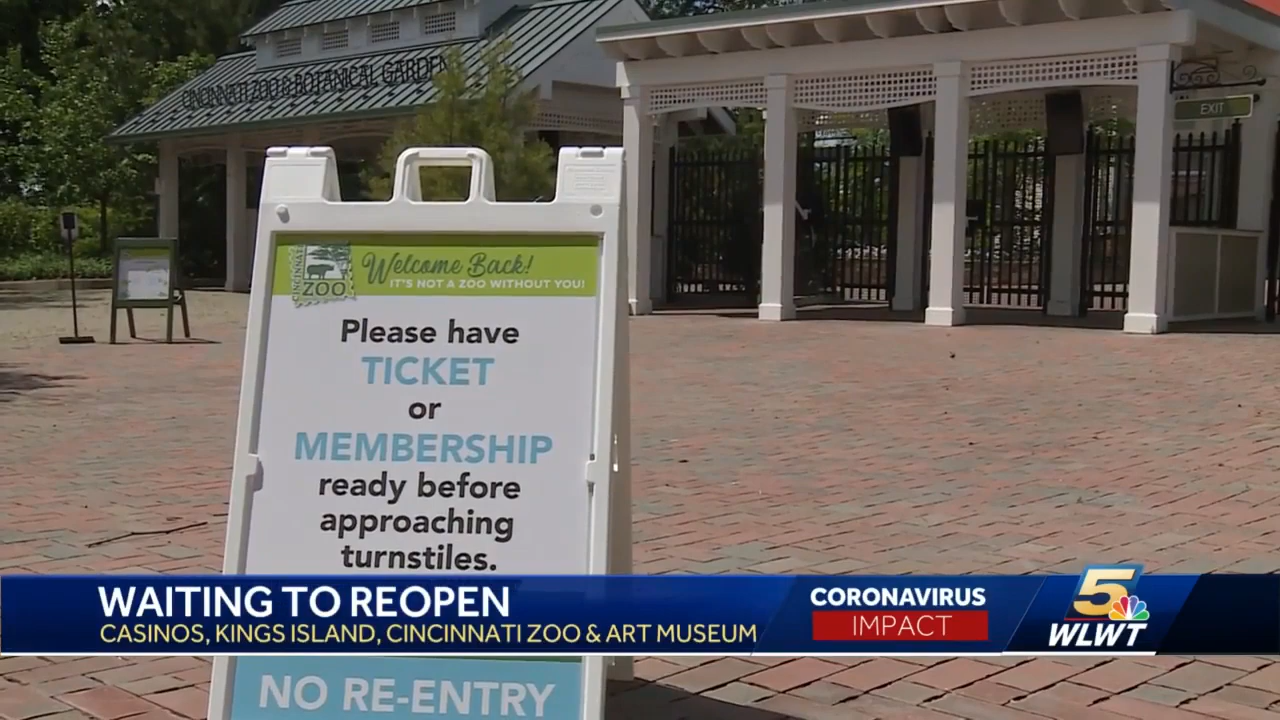 CINCINNATI ZOO & BOTANICAL GARDEN
EXIT
CINCINNATI
ZOO
Welcome Back!
IT'S NOT A ZOO WITHOUT YOU!
Please have
TICKET
or
MEMBERSHIP
ready before
approaching
turnstiles.
WAITING TO REOPEN
CASINOS, KINGS ISLAND, CINCINNATI ZOO & ART MUSEUM
CORONAVIRUS
IMPACT
5
WLWT
NO RE-ENTRY